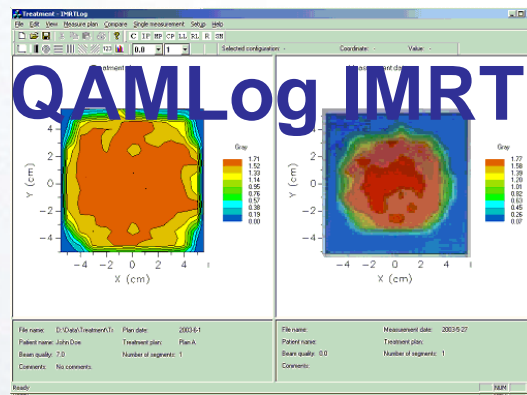 Treatment - IMRTLog
File Edit View Measure plan Compare Single measurement Setup Help
C IP MP CP LL RL R SN
123 0.0 1 Selected configuration: - Coordinate: - Value: -
QAMLog IMRT
Gray
1.71
1.52
1.33
1.14
0.95
0.76
0.57
0.38
0.19
0.00
Y (cm)
4
2
0
-2
-4
-4 -2 0 2 4
X (cm)
Gray
1.77
1.58
1.39
1.20
1.01
0.82
0.63
0.45
0.26
0.07
Y (cm)
4
2
0
-2
-4
-4 -2 0 2 4
X (cm)
File name: D:\Data\Treatment\Tr Plan date: 2003-6-1
Patient name: John Doe Treatment plan: Plan A
Beam quality: 7.0 Number of segments: 1
Comments: No comments.
File name: Measurement date: 2003-5-27
Patient name: Treatment plan:
Beam quality: 0.0 Number of segments: 1
Comments:
Ready NUM